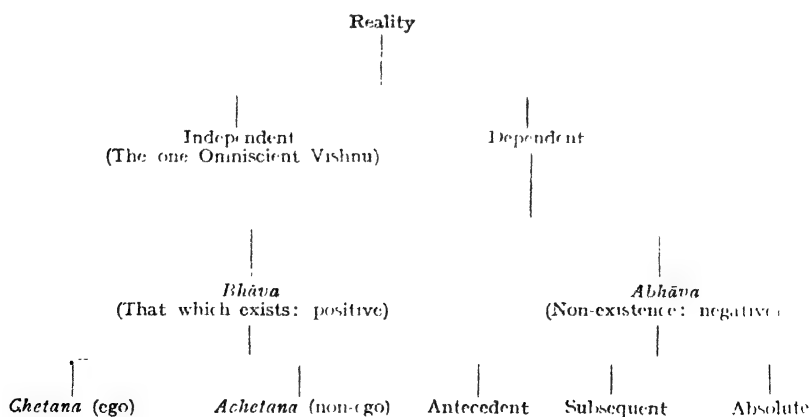 Reality
Independent Dependent
(The one Omniscient Vishnu)
Bhāva Abhāva
(That which exists: positive) (Non-existence: negative)
Chetana (ego) Achetana (non-ego) Antecedent Subsequent Absolute